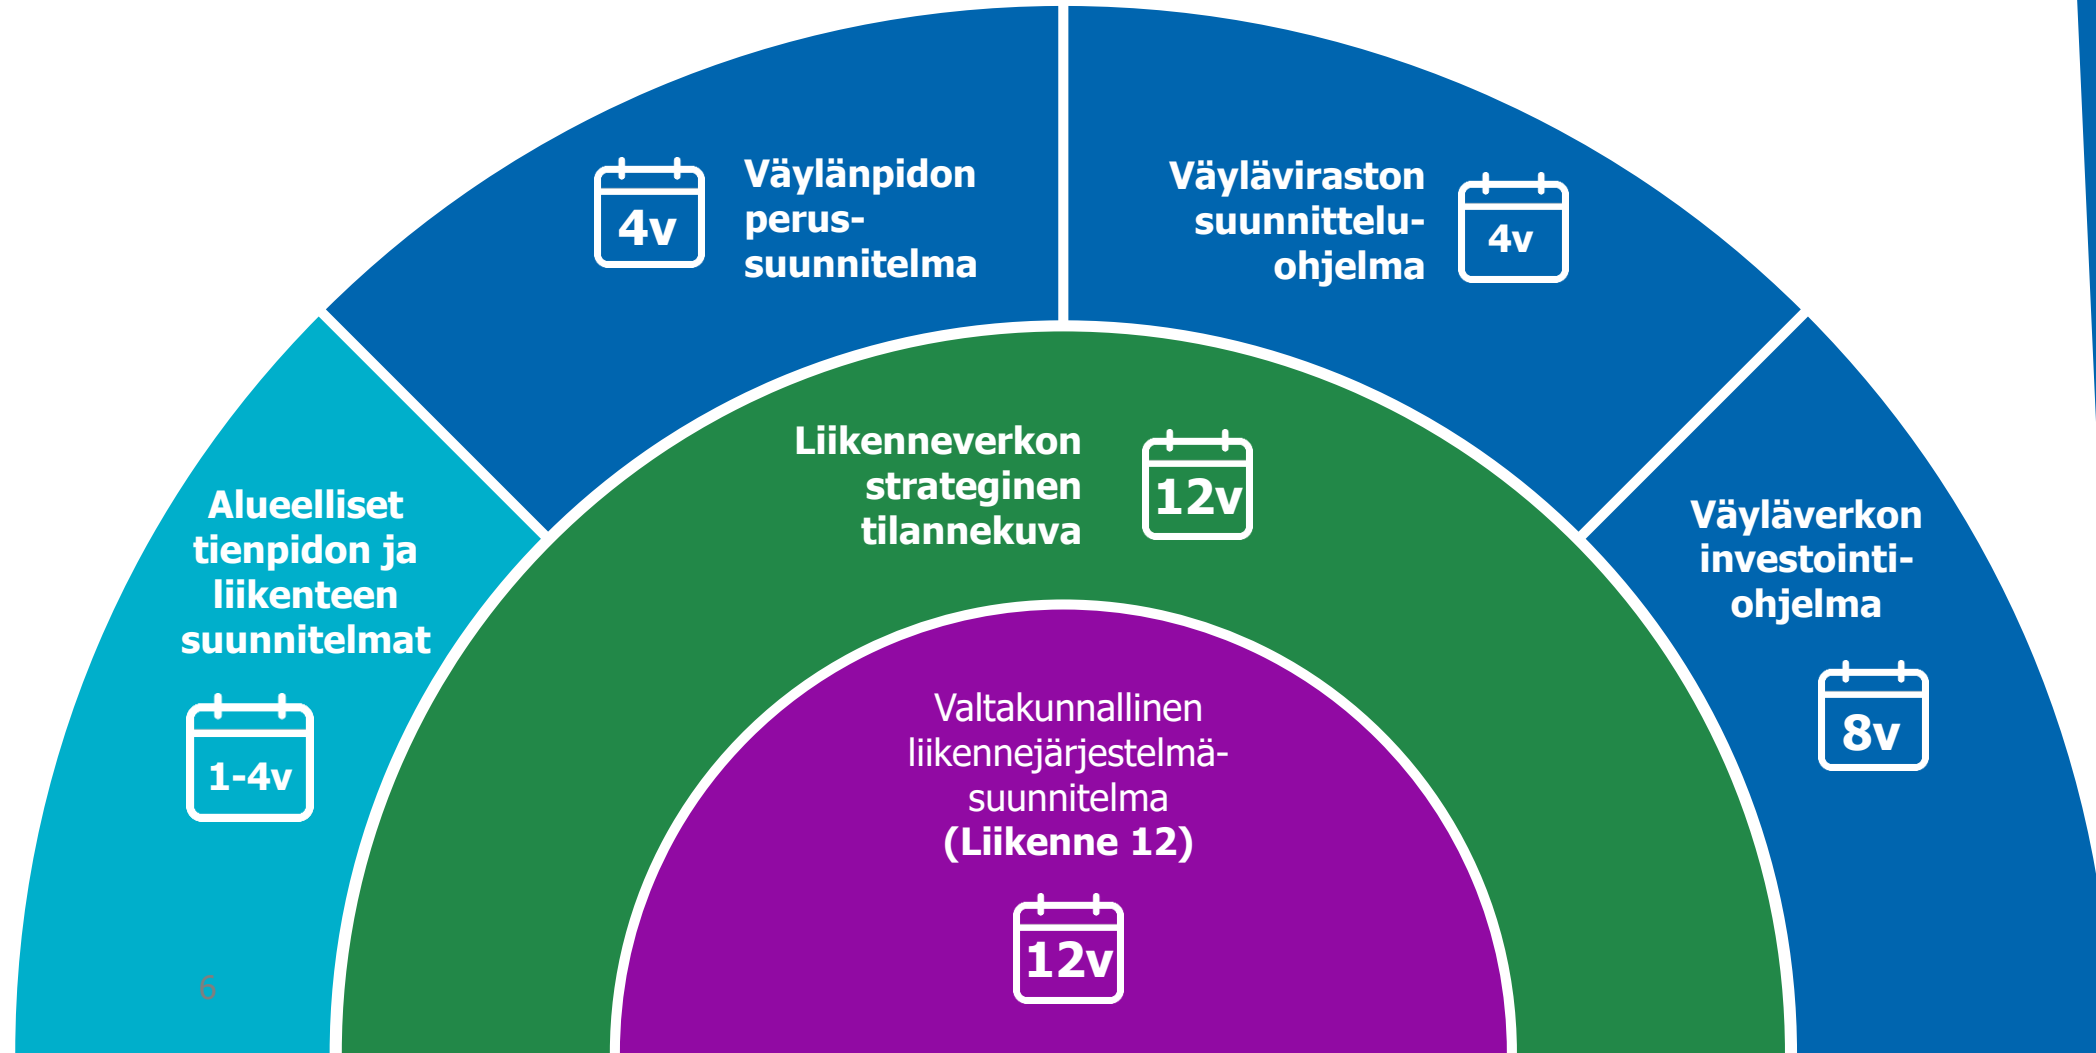 Väylänpidon
perus-
suunnitelma
4v
Väyläviraston
suunnittelu-
ohjelma
4v
Liikenneverkon
strateginen
tilannekuva
12v
Alueelliset
tienpidon ja
liikenteen
suunnitelmat
1-4v
Väyläverkon
investointi-
ohjelma
8v
Valtakunnallinen
liikennejärjestelmä-
suunnitelma
(Liikenne 12)
12v
6